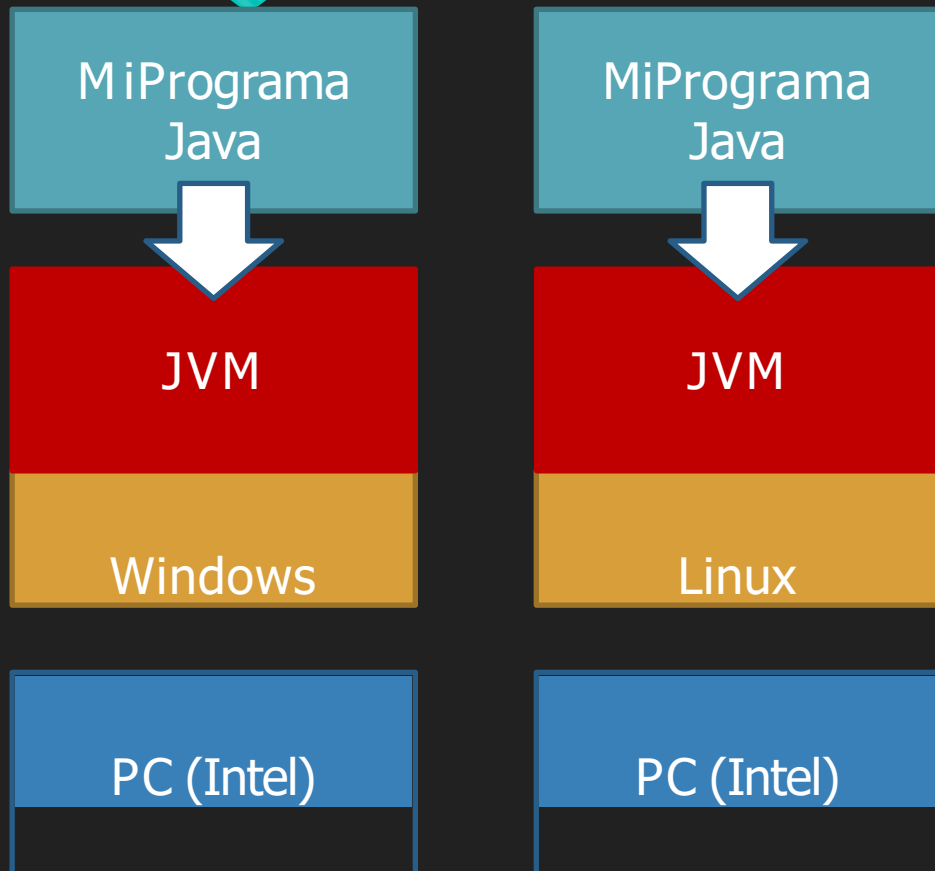 MiPrograma
Java
MiPrograma
Java
JVM
JVM
Windows
Linux
PC (Intel)
PC (Intel)